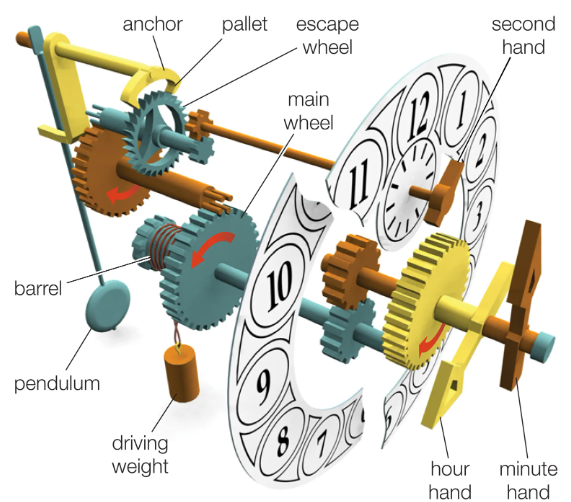 anchor
pallet
escape
wheel
second
hand
main
wheel
12
1
2
3
11
10
9
8
7
barrel
pendulum
driving
weight
hour
hand
minute
hand